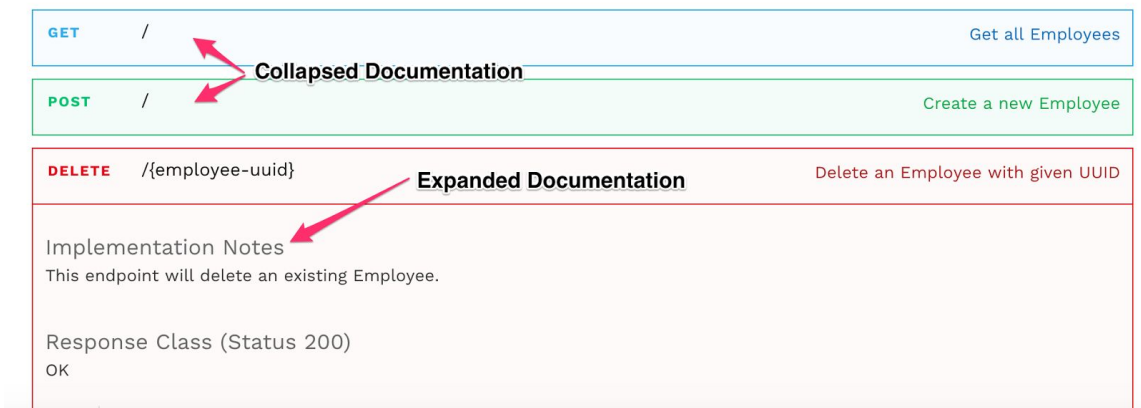 GET / Get all Employees
Collapsed Documentation
POST / Create a new Employee
DELETE /{employee-uuid} Delete an Employee with given UUID
Expanded Documentation
Implementation Notes
This endpoint will delete an existing Employee.
Response Class (Status 200)
OK